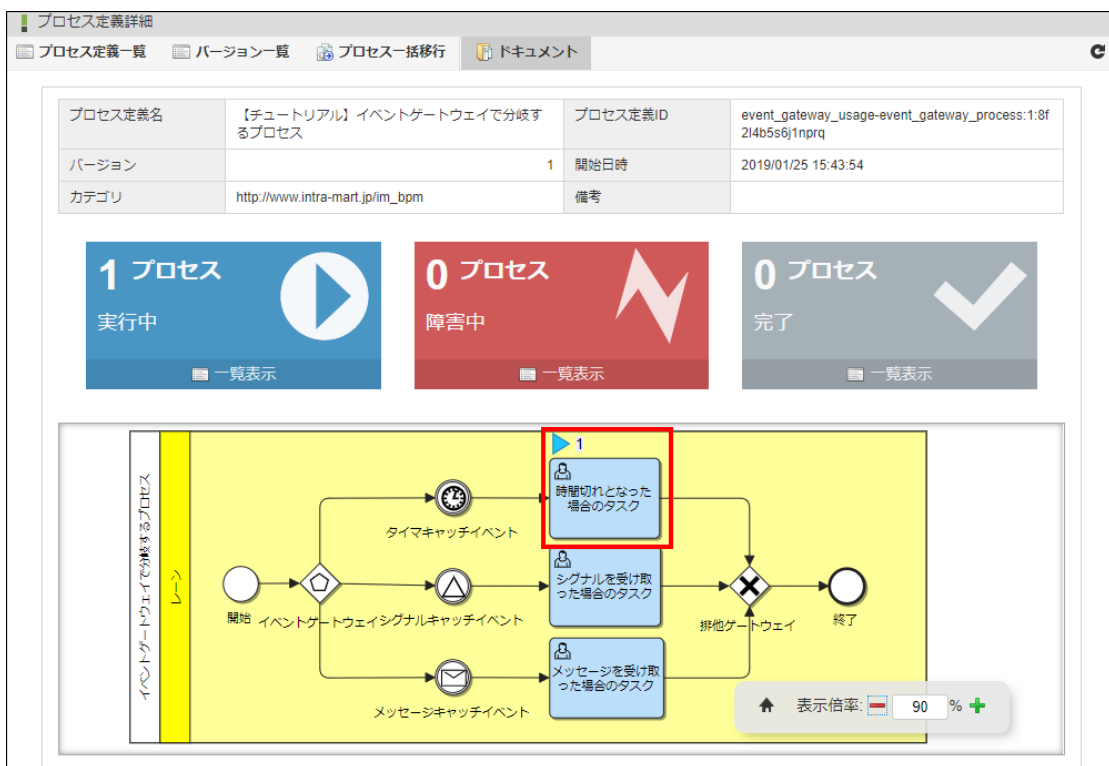 プロセス定義詳細
プロセス定義一覧 バージョン一覧 プロセス一括移行 ドキュメント
プロセス定義名
【チュートリアル】イベントゲートウェイで分岐す
るプロセス
プロセス定義ID
event_gateway_usage-event_gateway_process:1:8f
2l4b5s6j1nprq
バージョン
1
開始日時
2019/01/25 15:43:54
カテゴリ
http://www.intra-mart.jp/im_bpm
備考
1 プロセス
実行中
一覧表示
0 プロセス
障害中
一覧表示
0 プロセス
完了
一覧表示
イベントゲートウェイで分岐するプロセス
レーン
1
時間切れとなった
場合のタスク
タイマキャッチイベント
シグナルを受け取
った場合のタスク
開始
イベントゲートウェイ
シグナルキャッチイベント
排他ゲートウェイ
終了
メッセージを受け取
った場合のタスク
メッセージキャッチイベント
表示倍率: 90 %